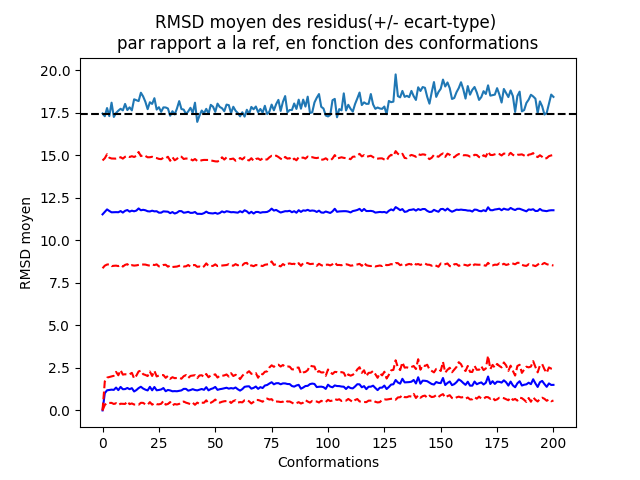 RMSD moyen des residus(+/- ecart-type)
par rapport a la ref, en fonction des conformations
20.0
17.5
15.0
12.5
10.0
7.5
5.0
2.5
0.0
RMSD moyen
0 25 50 75 100 125 150 175 200
Conformations